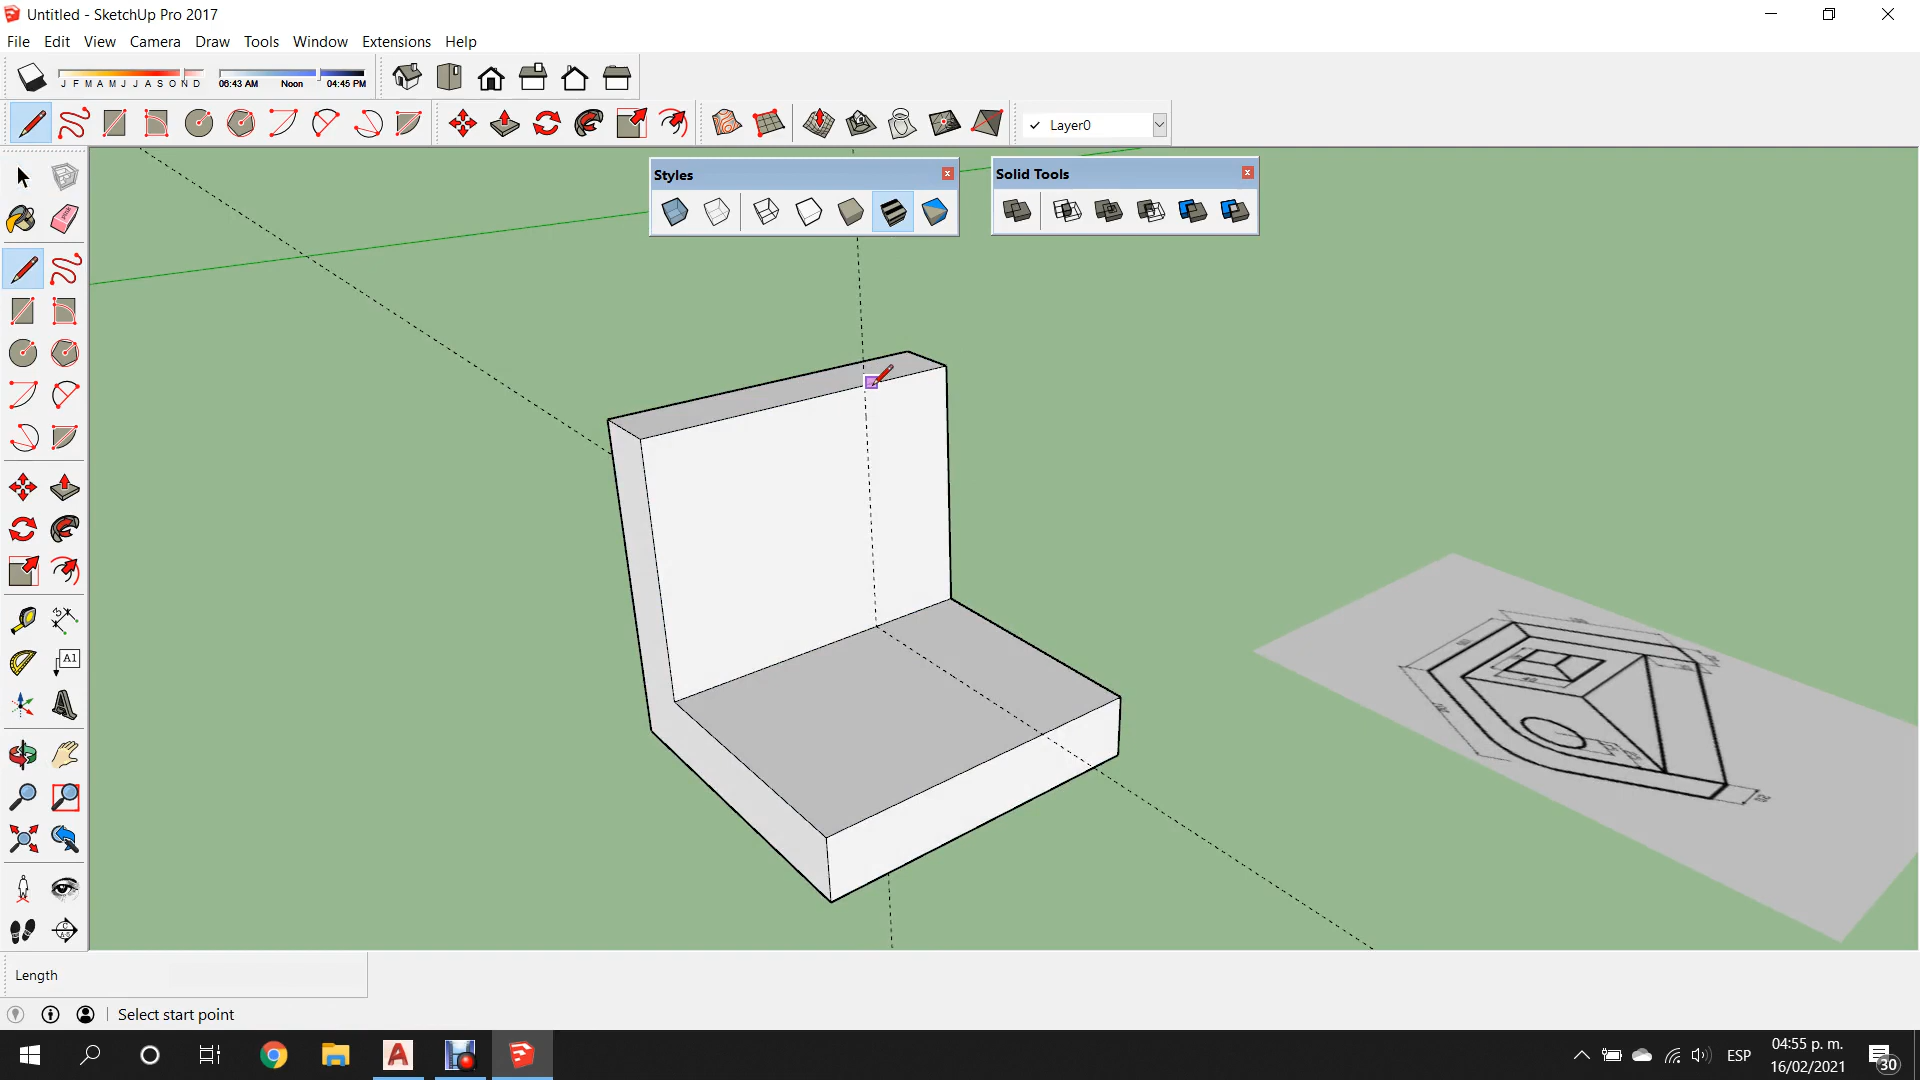 Untitled - SketchUp Pro 2017
File Edit View Camera Draw Tools Window Extensions Help
J F M A M J J A S O N D
06:43 AM Noon 04:45 PM
Layer0
Styles
Solid Tools
A1
Length
Select start point
ESP
04:55 p. m.
16/02/2021
30